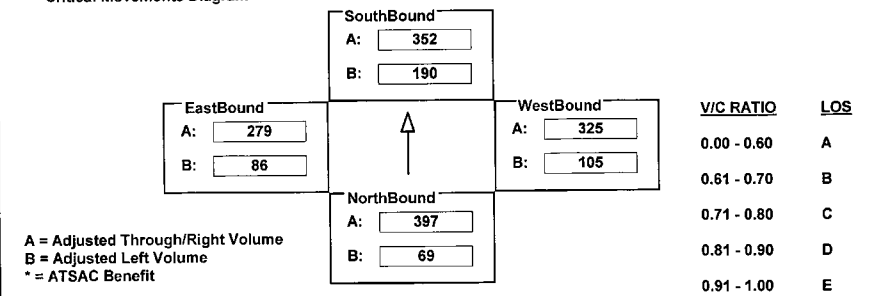 Critical Movements Diagram
SouthBound
A: 352
B: 190
EastBound
A: 279
B: 86
WestBound
A: 325
B: 105
NorthBound
A: 397
B: 69
A = Adjusted Through/Right Volume
B = Adjusted Left Volume
* = ATSAC Benefit
V/C RATIO LOS
0.00 - 0.60 A
0.61 - 0.70 B
0.71 - 0.80 C
0.81 - 0.90 D
0.91 - 1.00 E